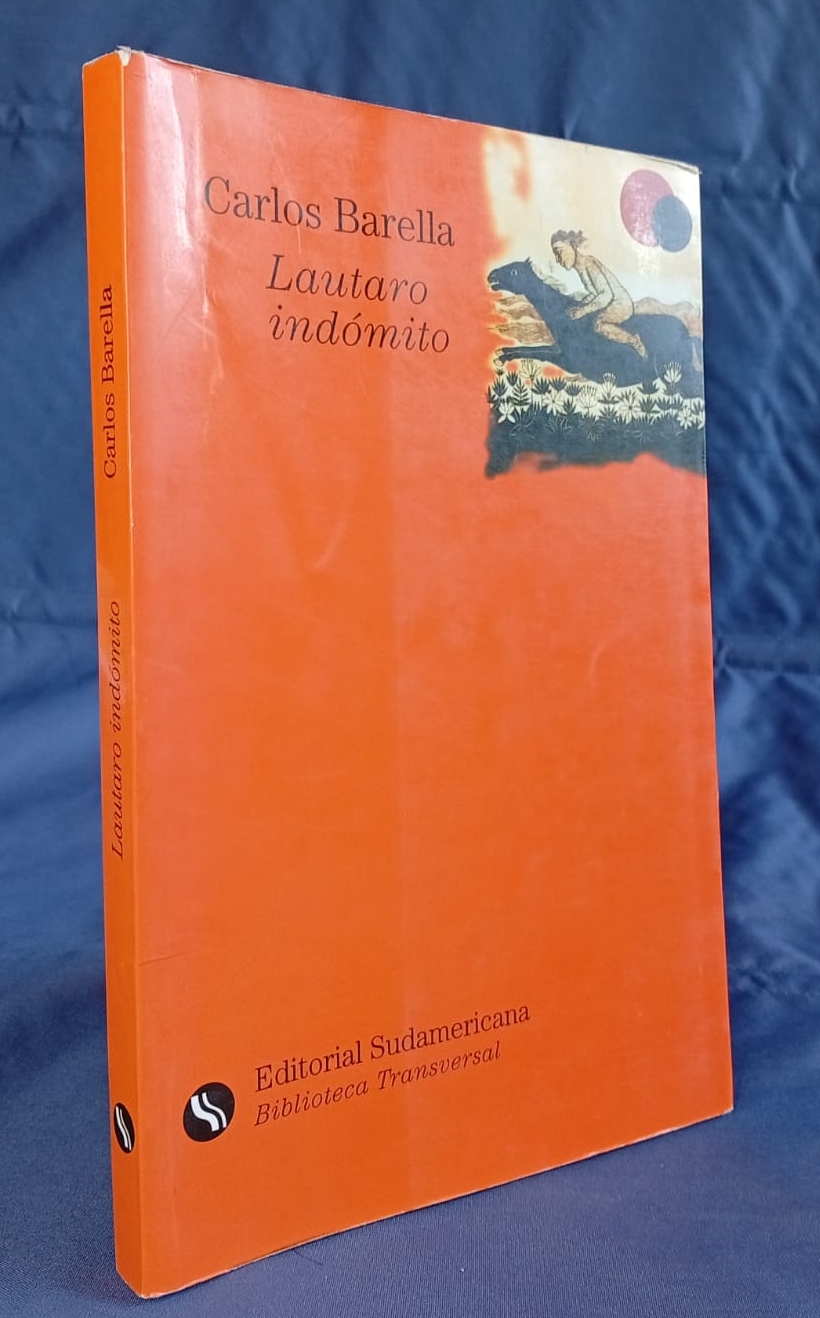 Carlos Barella
Lautaro
indómito
Editorial Sudamericana
Biblioteca Transversal
Carlos Barella
Lautaro indómito